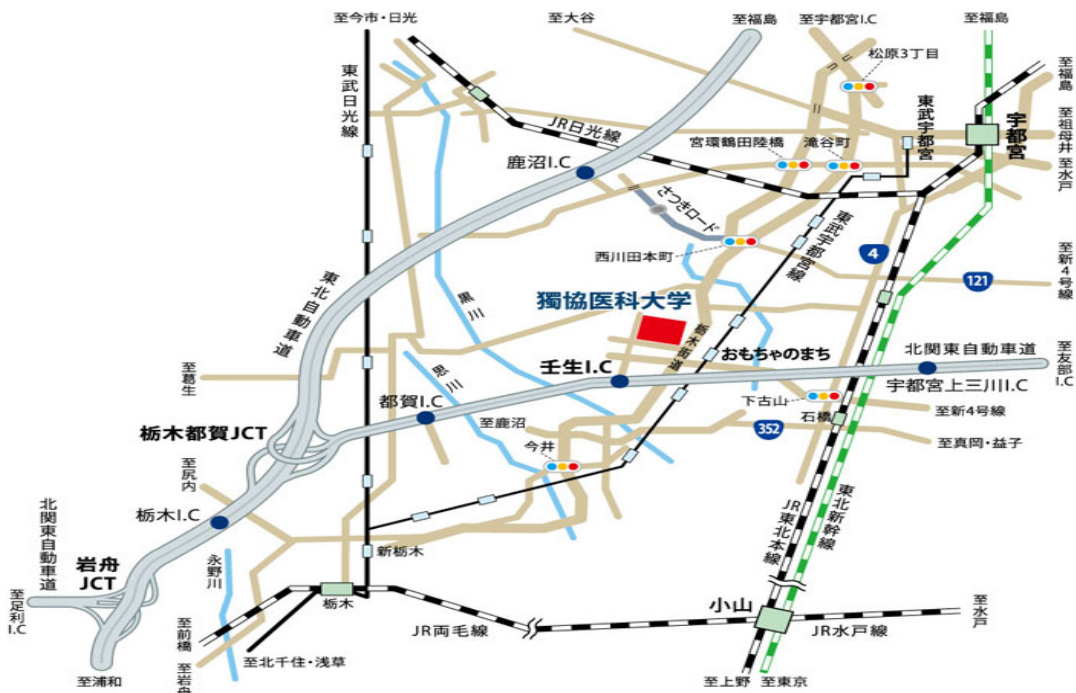 至今市・日光
至大谷
至福島
至宇都宮I.C
至福島
松原3丁目
至福島
東武日光線
JR日光線
東武宇都宮
宇都宮
至祖母井
宮環鶴田陸橋
滝谷町
至水戸
鹿沼I.C
さつきロード
東武宇都宮線
西川田本町
4
121
至新4号線
東北自動車道
黒川
獨協医科大学
栃木街道
おもちゃのまち
北関東自動車道
至友部I.C
至葛生
思川
壬生I.C
宇都宮上三川I.C
都賀I.C
下古山
石橋
至新4号線
至鹿沼
352
栃木都賀JCT
今井
至真岡・益子
至尻内
栃木I.C
北関東自動車道
永野川
新栃木
JR東北本線
東北新幹線
岩舟JCT
至足利I.C
栃木
小山
至水戸
至前橋
JR両毛線
JR水戸線
至北千住・浅草
至浦和
至岩舟
至上野
至東京